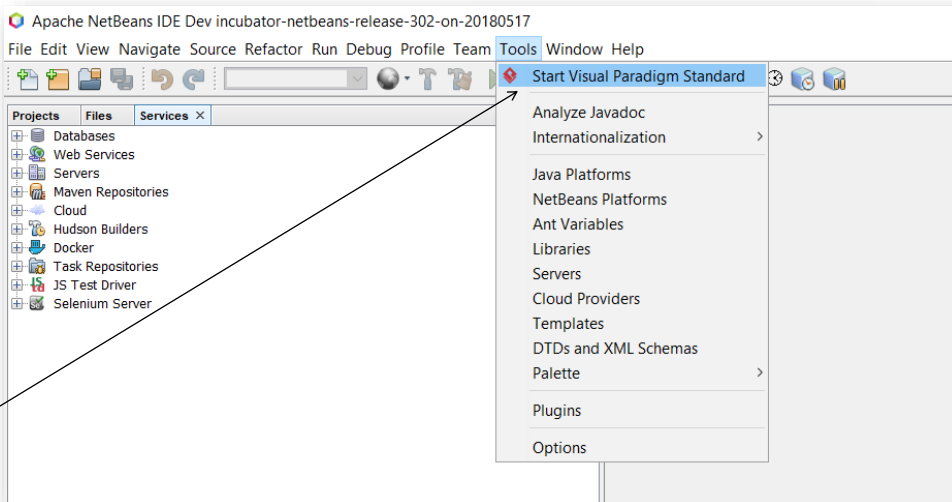 Apache NetBeans IDE Dev incubator-netbeans-release-302-on-20180517
File Edit View Navigate Source Refactor Run Debug Profile Team Tools Window Help
Start Visual Paradigm Standard
Projects Files Services
Databases
Web Services
Servers
Maven Repositories
Cloud
Hudson Builders
Docker
Task Repositories
JS Test Driver
Selenium Server
Analyze Javadoc
Internationalization
Java Platforms
NetBeans Platforms
Ant Variables
Libraries
Servers
Cloud Providers
Templates
DTDs and XML Schemas
Palette
Plugins
Options